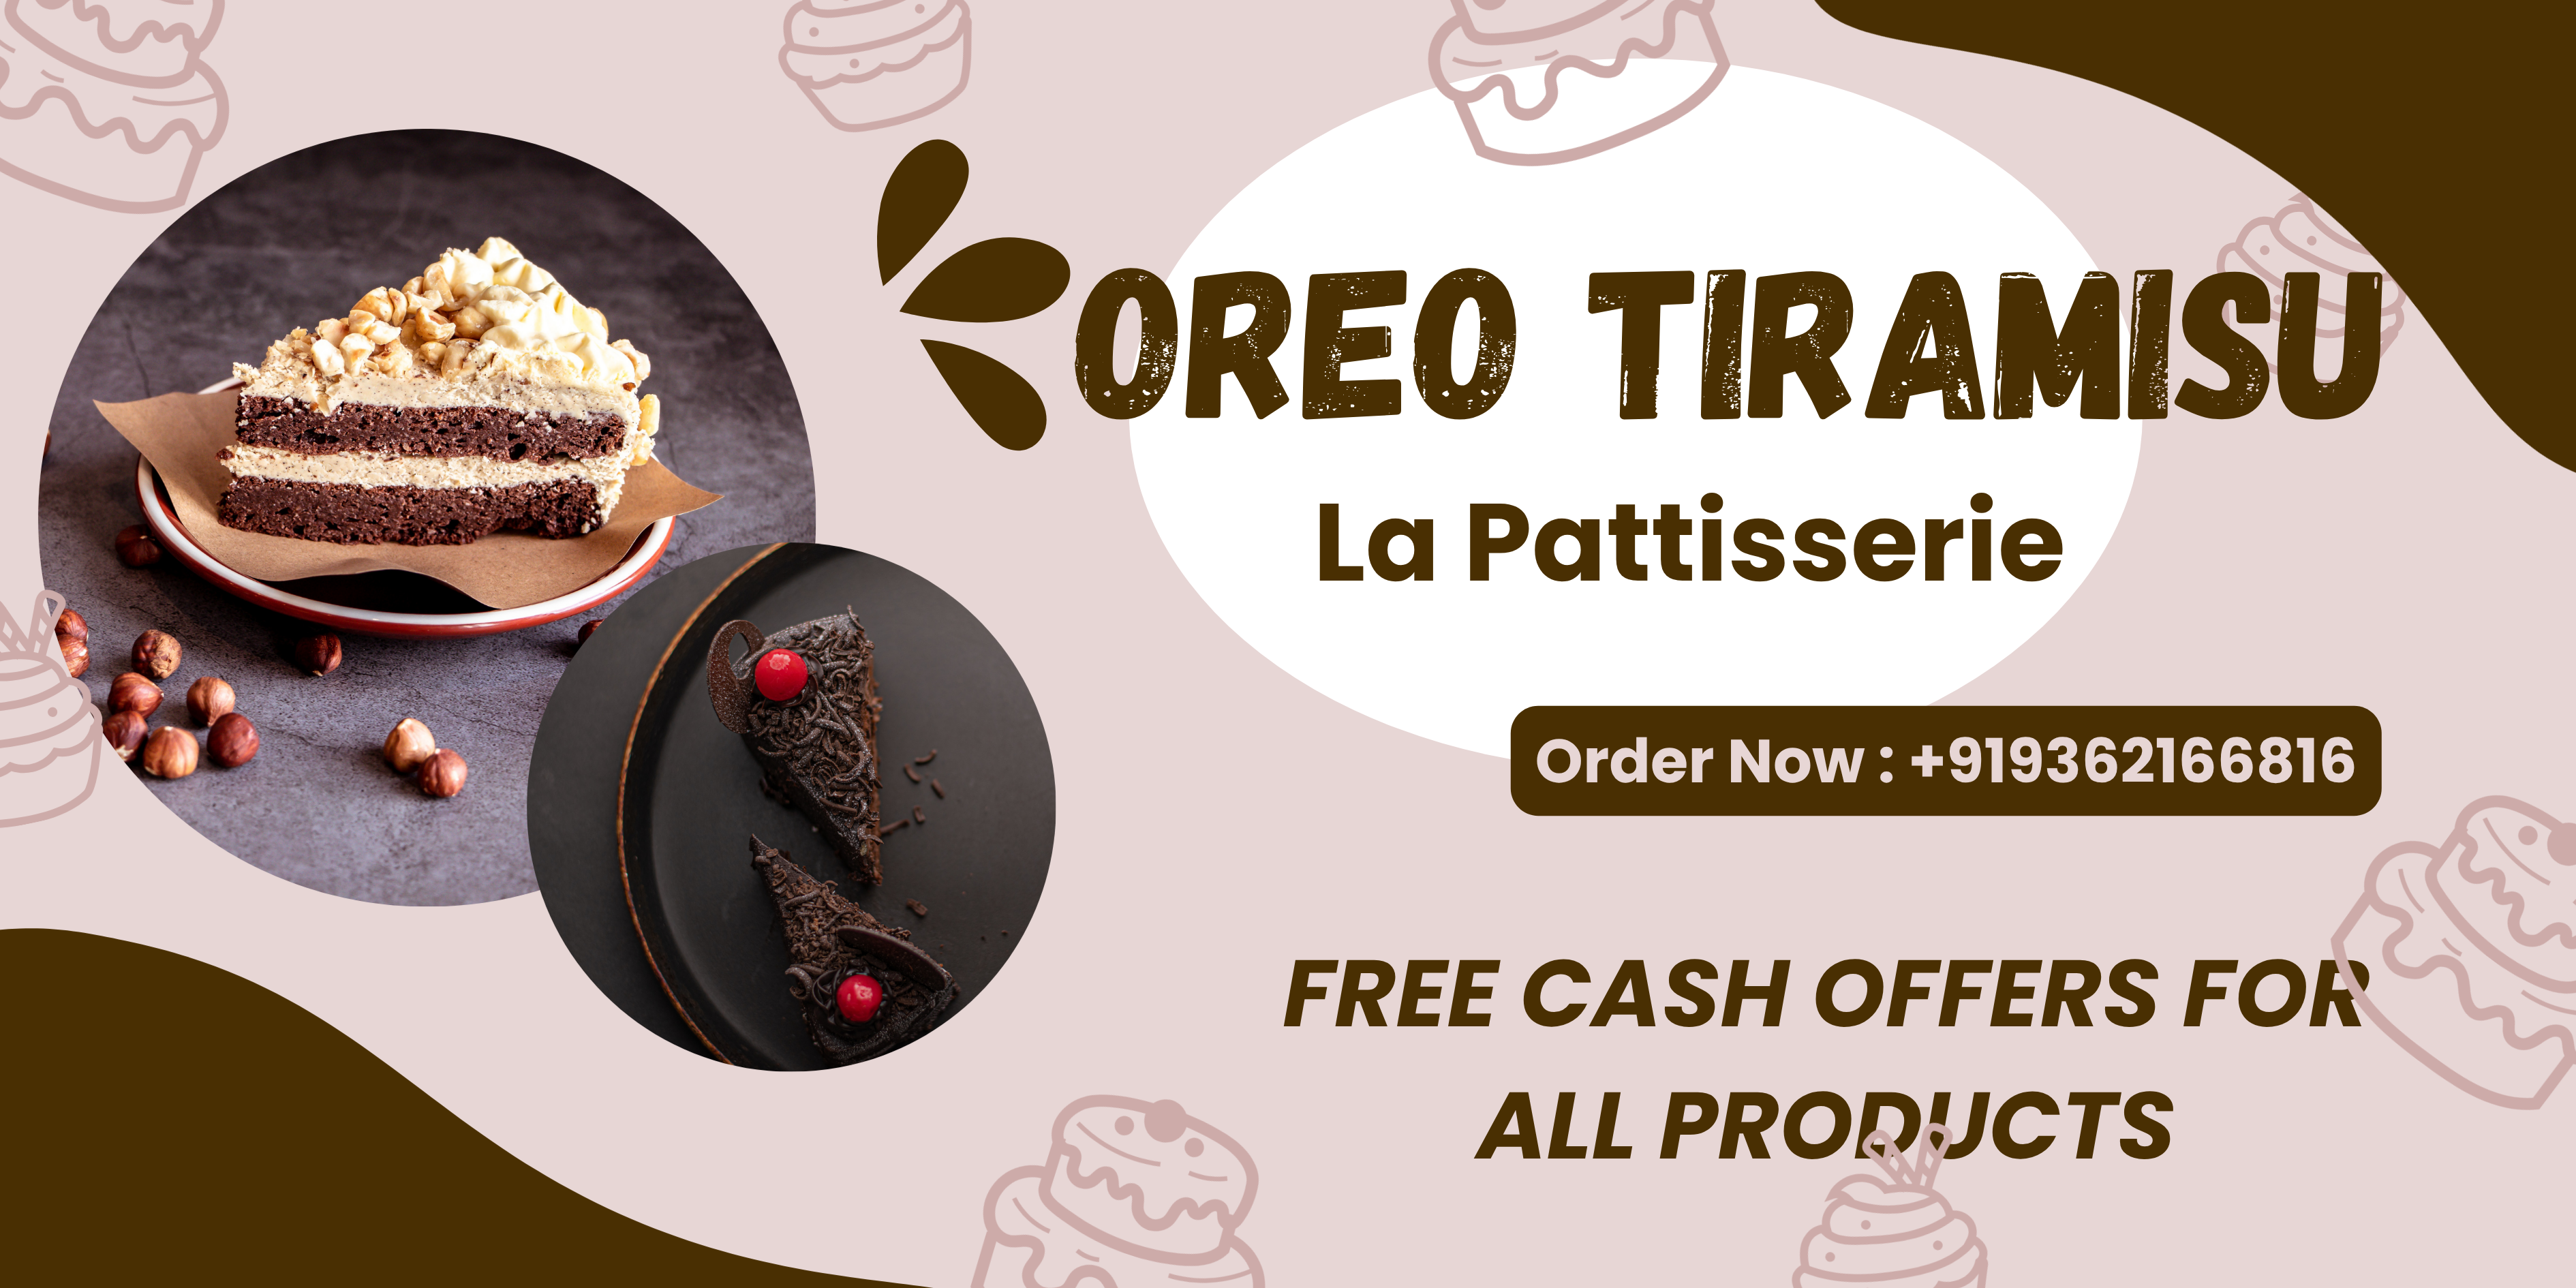 OREO TIRAMISU
La Pattisserie
Order Now : +919362166816
FREE CASH OFFERS FOR
ALL PRODUCTS